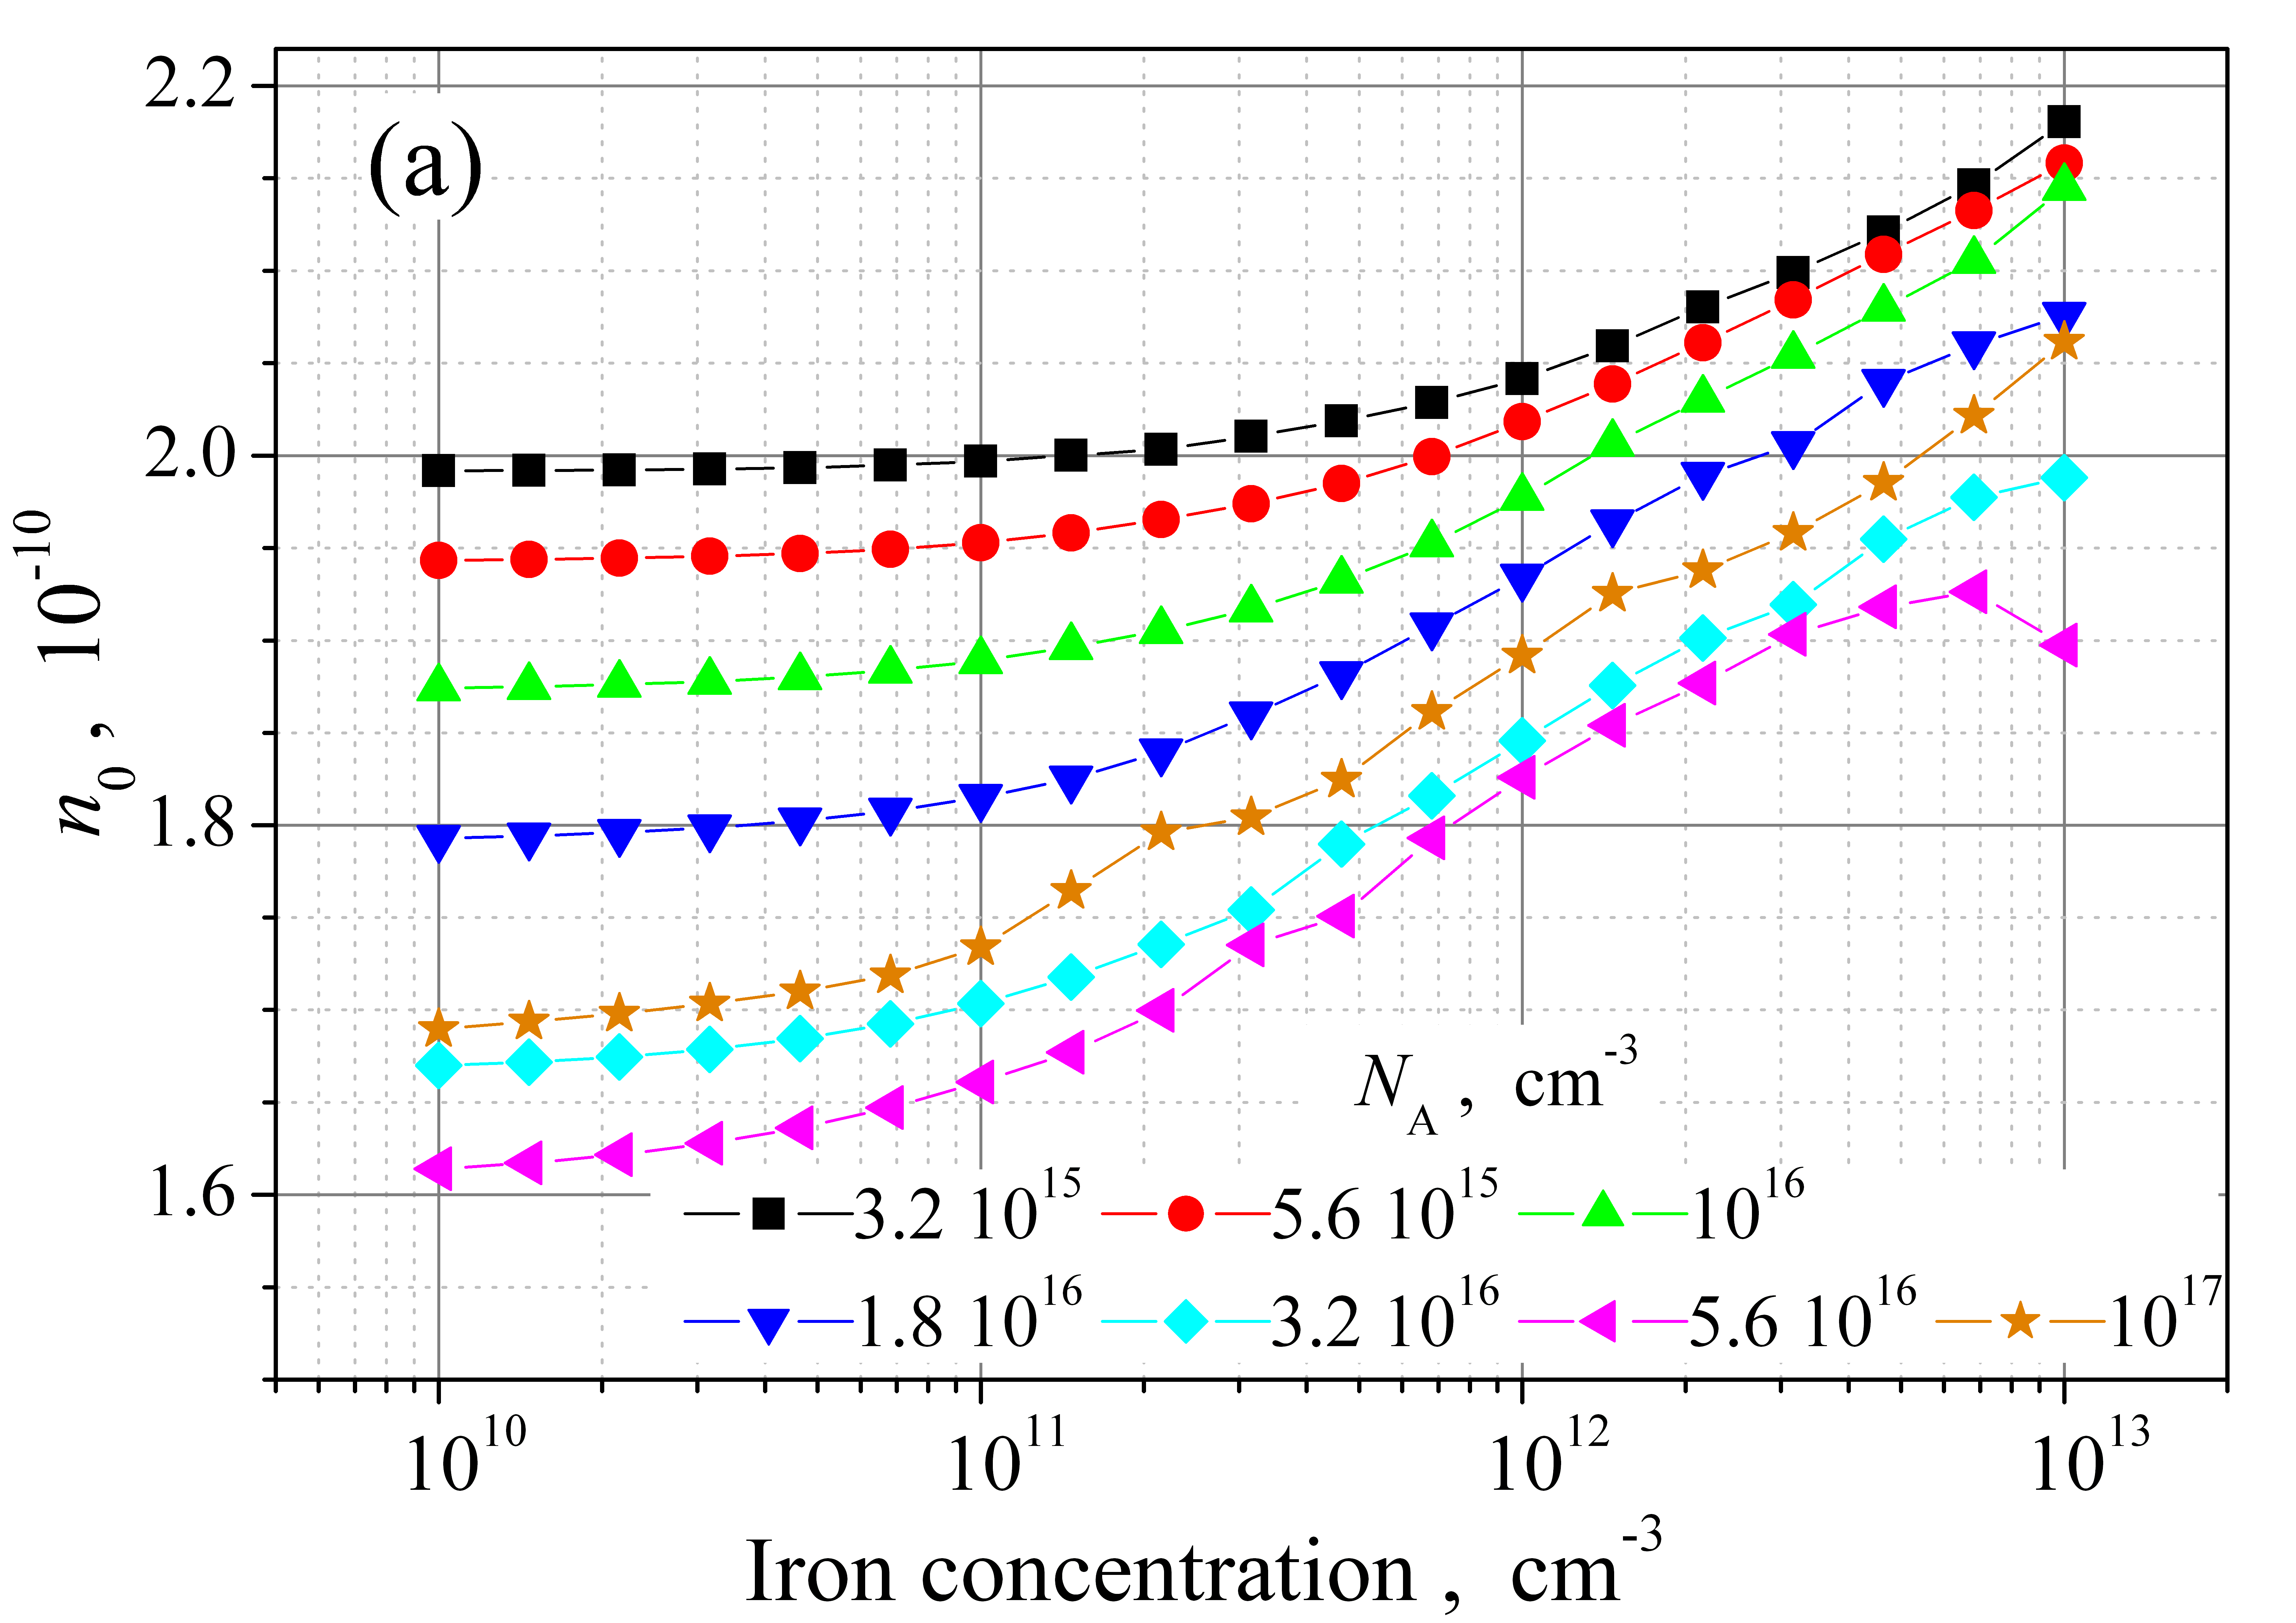 2.2
(a)
2.0
n₀ , 10⁻¹⁰
1.8
1.6
N_A , cm⁻³
3.2 10¹⁵ 5.6 10¹⁵ 10¹⁶
1.8 10¹⁶ 3.2 10¹⁶ 5.6 10¹⁶ 10¹⁷
10¹⁰ 10¹¹ 10¹² 10¹³
Iron concentration , cm⁻³